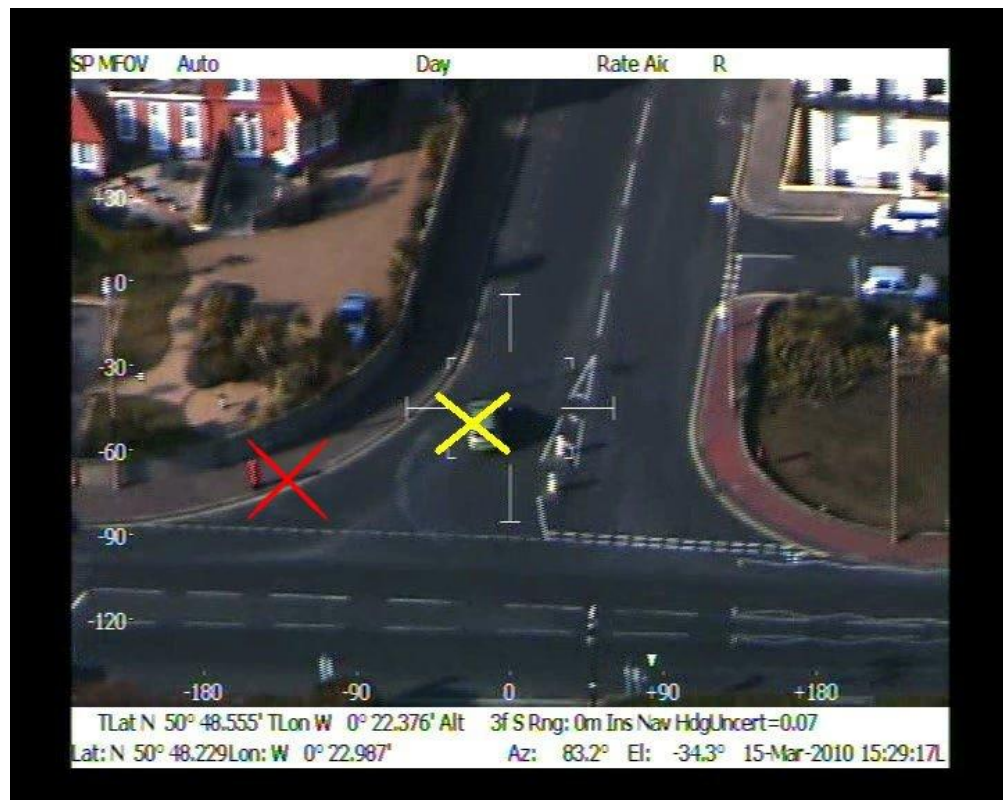 SP MFOV Auto Day Rate Aic R
+30-
0-
-30-
-60-
-90-
-120-
-180 -90 0 +90 +180
TLat N 50° 48.555' TLon W 0° 22.376' Alt 3f S Rng: 0m Ins Nav HdgUncert=0.07
Lat: N 50° 48.229Lon: W 0° 22.987' Az: 83.2° El: -34.3° 15-Mar-2010 15:29:17L